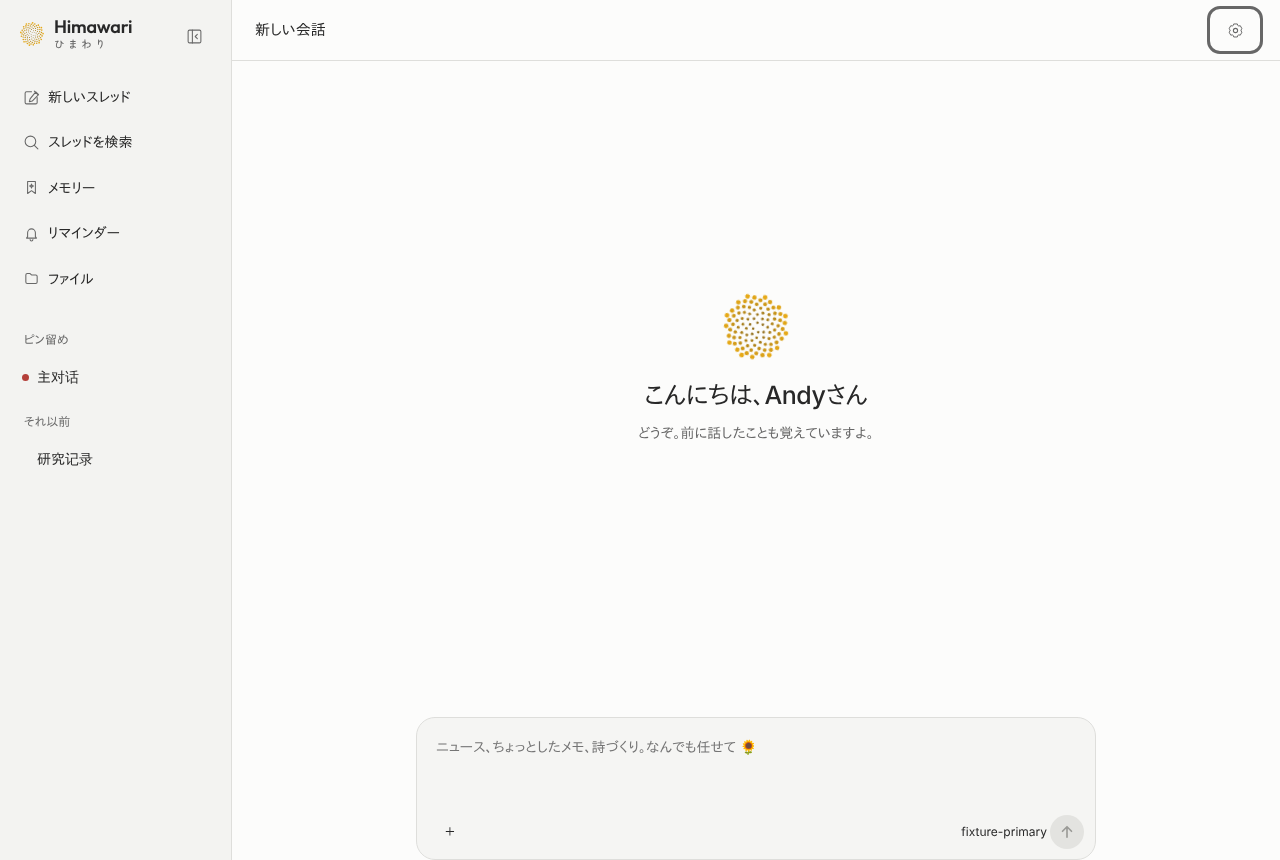 Himawari
ひまわり
新しいスレッド
スレッドを検索
メモリー
リマインダー
ファイル
ピン留め
主对话
それ以前
研究记录
新しい会話
こんにちは、Andyさん
どうぞ。前に話したことも覚えていますよ。
ニュース、ちょっとしたメモ、詩づくり。なんでも任せて 🌻
fixture-primary